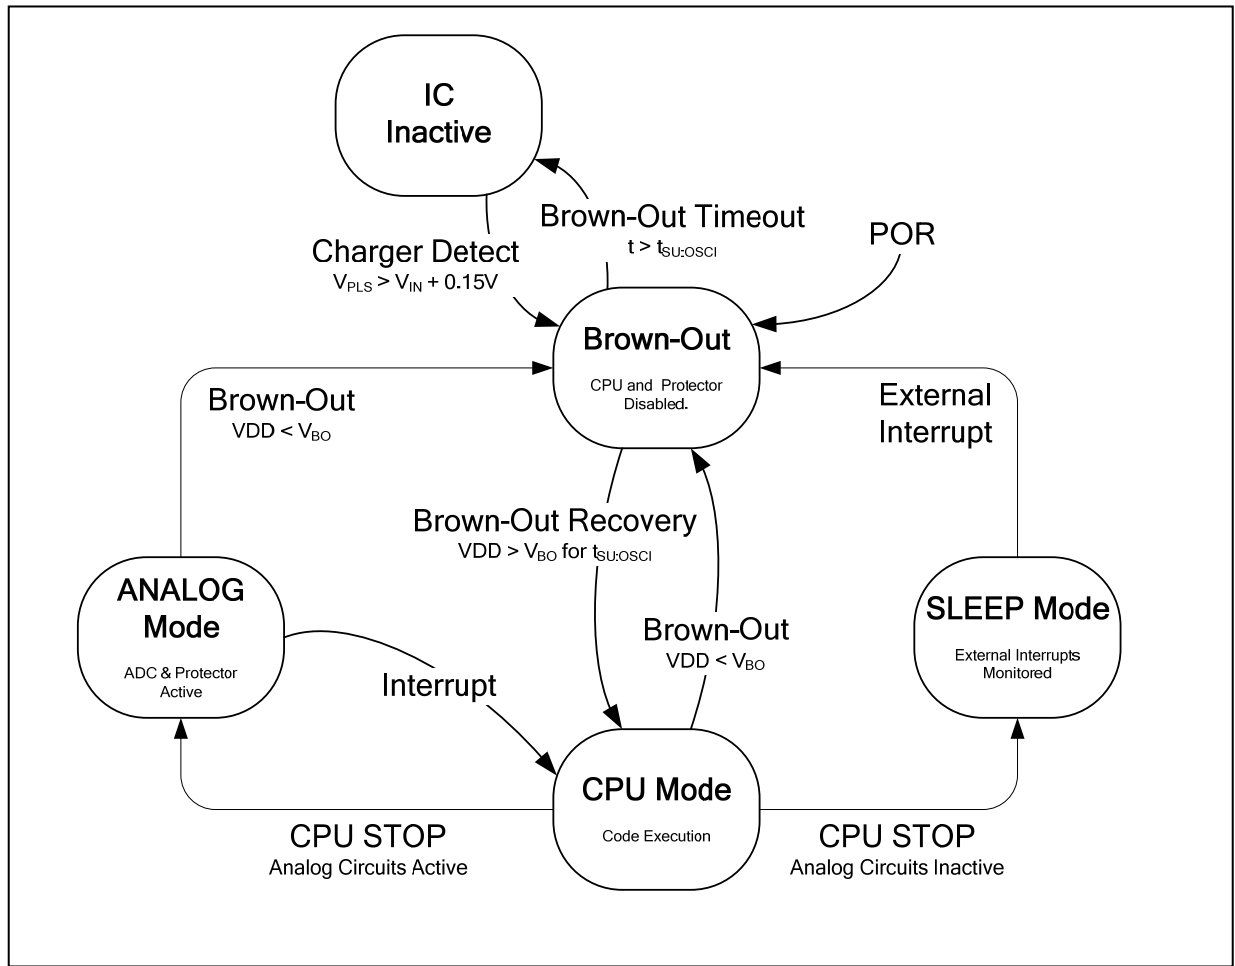 IC
Inactive
Brown-Out Timeout
t > tSU:OSCI
POR
Charger Detect
VPLS > VIN + 0.15V
Brown-Out
CPU and Protector
Disabled.
Brown-Out
VDD < VBO
External
Interrupt
Brown-Out Recovery
VDD > VBO for tSU:OSCI
ANALOG
Mode
ADC & Protector
Active
SLEEP Mode
External Interrupts
Monitored
Brown-Out
VDD < VBO
Interrupt
CPU Mode
Code Execution
CPU STOP
Analog Circuits Active
CPU STOP
Analog Circuits Inactive